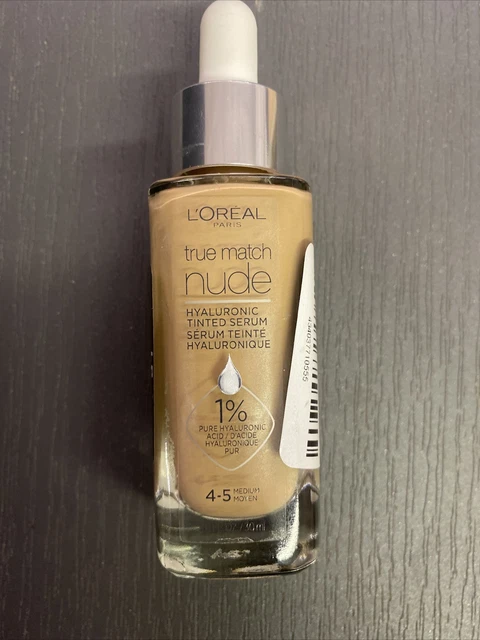 L'ORÉAL
PARIS
true match
nude
HYALURONIC
TINTED SERUM
SÉRUM TEINTÉ
HYALURONIQUE
1%
PURE HYALURONIC
ACID / D'ACIDE
HYALURONIQUE
PUR
4-5 MEDIUM
MOYEN